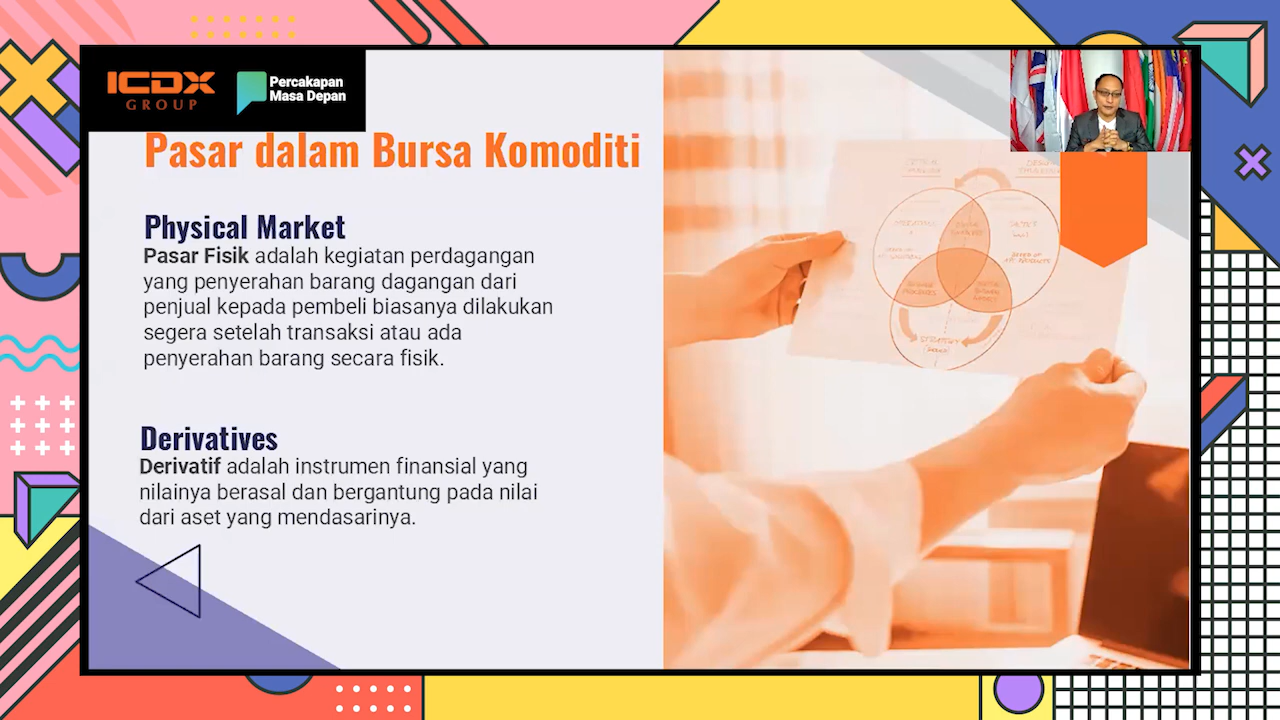 ICDX
GROUP
Percakapan
Masa Depan
Pasar dalam Bursa Komoditi
Physical Market
Pasar Fisik adalah kegiatan perdagangan
yang penyerahan barang dagangan dari
penjual kepada pembeli biasanya dilakukan
segera setelah transaksi atau ada
penyerahan barang secara fisik.
Derivatives
Derivatif adalah instrumen finansial yang
nilainya berasal dan bergantung pada nilai
dari aset yang mendasarinya.